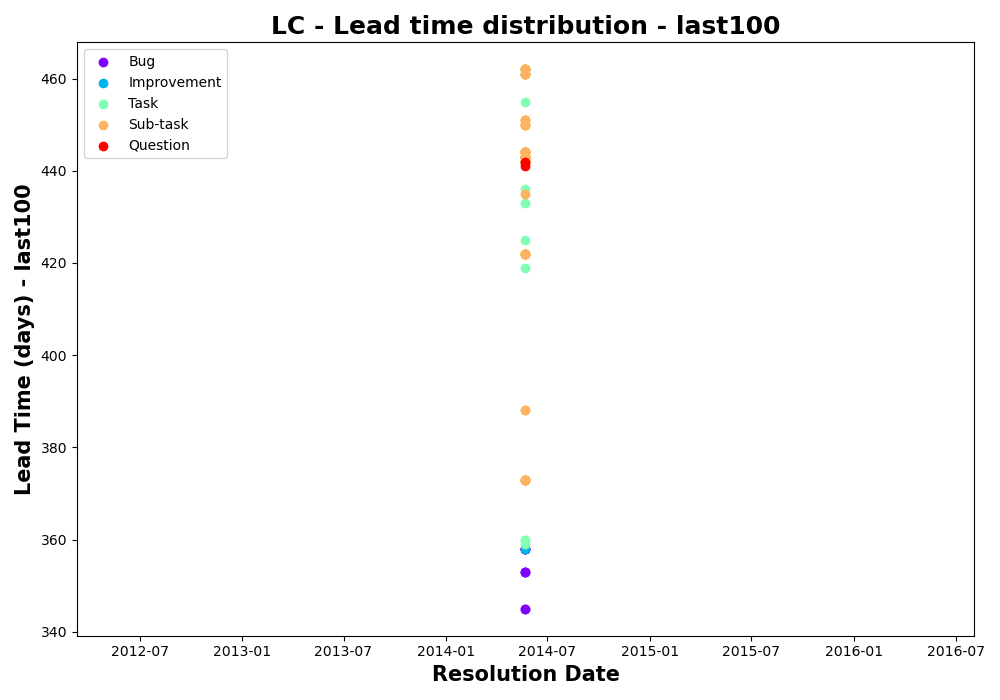 LC - Lead time distribution - last100
Bug
Improvement
Task
Sub-task
Question
Lead Time (days) - last100
460
440
420
400
380
360
340
2012-07
2013-01
2013-07
2014-01
2014-07
2015-01
2015-07
2016-01
2016-07
Resolution Date